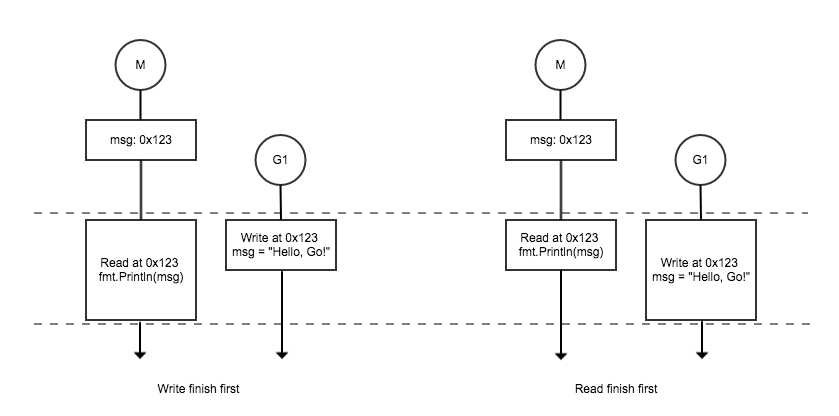 M
msg: 0x123
G1
Read at 0x123
fmt.Println(msg)
Write at 0x123
msg = "Hello, Go!"
Write finish first
M
msg: 0x123
G1
Read at 0x123
fmt.Println(msg)
Write at 0x123
msg = "Hello, Go!"
Read finish first